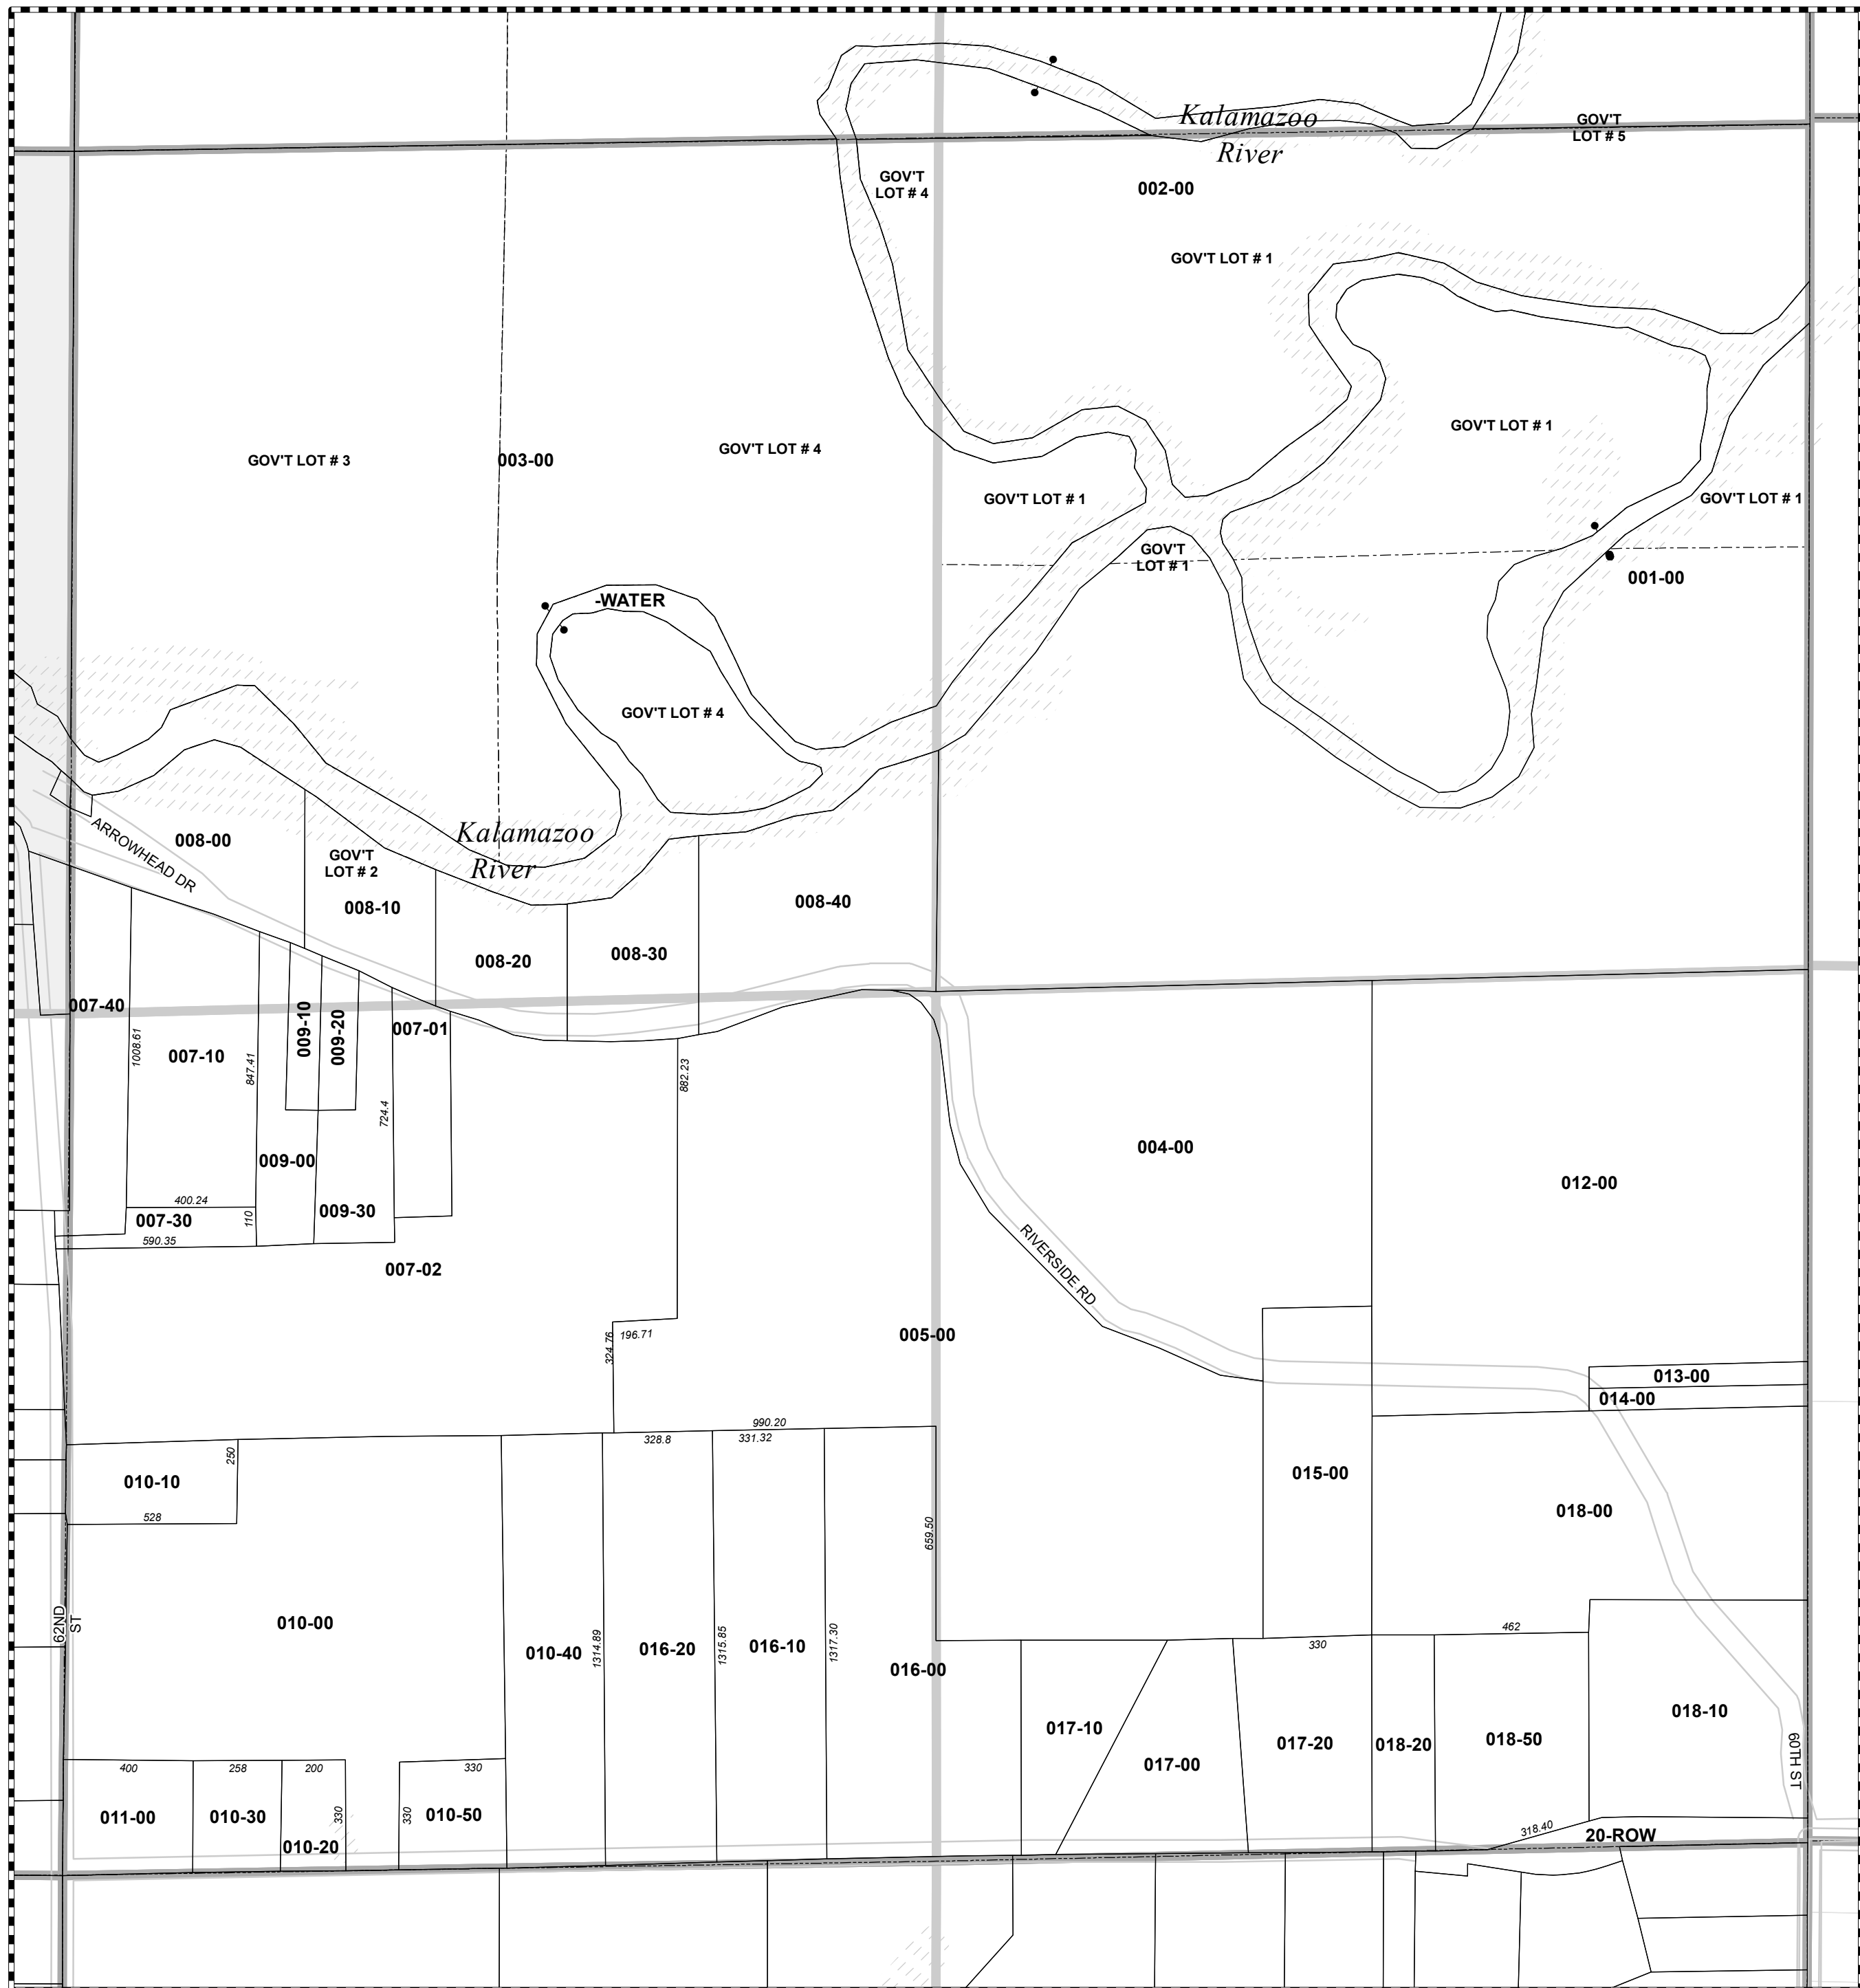 Kalamazoo
River
GOV'T
LOT # 5
GOV'T
LOT # 4
002-00
GOV'T LOT # 1
GOV'T LOT # 3
003-00
GOV'T LOT # 4
GOV'T LOT # 1
GOV'T LOT # 1
GOV'T LOT # 1
GOV'T
LOT # 1
001-00
-WATER
GOV'T LOT # 4
Kalamazoo
River
ARROWHEAD DR
008-00
GOV'T
LOT # 2
008-10
008-20
008-30
008-40
007-40
1008.61
007-10
847.41
009-10
009-20
007-01
724.4
882.23
009-00
009-30
400.24
007-30
110
590.35
007-02
004-00
012-00
RIVERSIDE RD
005-00
324.76
196.71
013-00
014-00
990.20
328.8
331.32
010-10
250
528
015-00
018-00
659.50
62ND
ST
010-00
010-40
1314.89
016-20
1315.85
016-10
1317.30
016-00
330
462
017-10
017-00
017-20
018-20
018-50
018-10
60TH ST
400
258
200
330
011-00
010-30
010-20
330
330
010-50
318.40
20-ROW